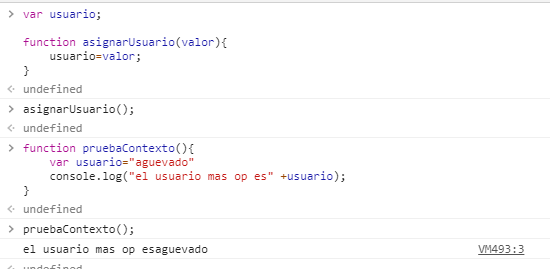 > var usuario;
function asignarUsuario(valor){
usuario=valor;
}
<· undefined
> asignarUsuario();
<· undefined
> function pruebaContexto(){
var usuario="aguevado"
console.log("el usuario mas op es" +usuario);
}
<· undefined
> pruebaContexto();
el usuario mas op esaguevado VM493:3
<· undefined